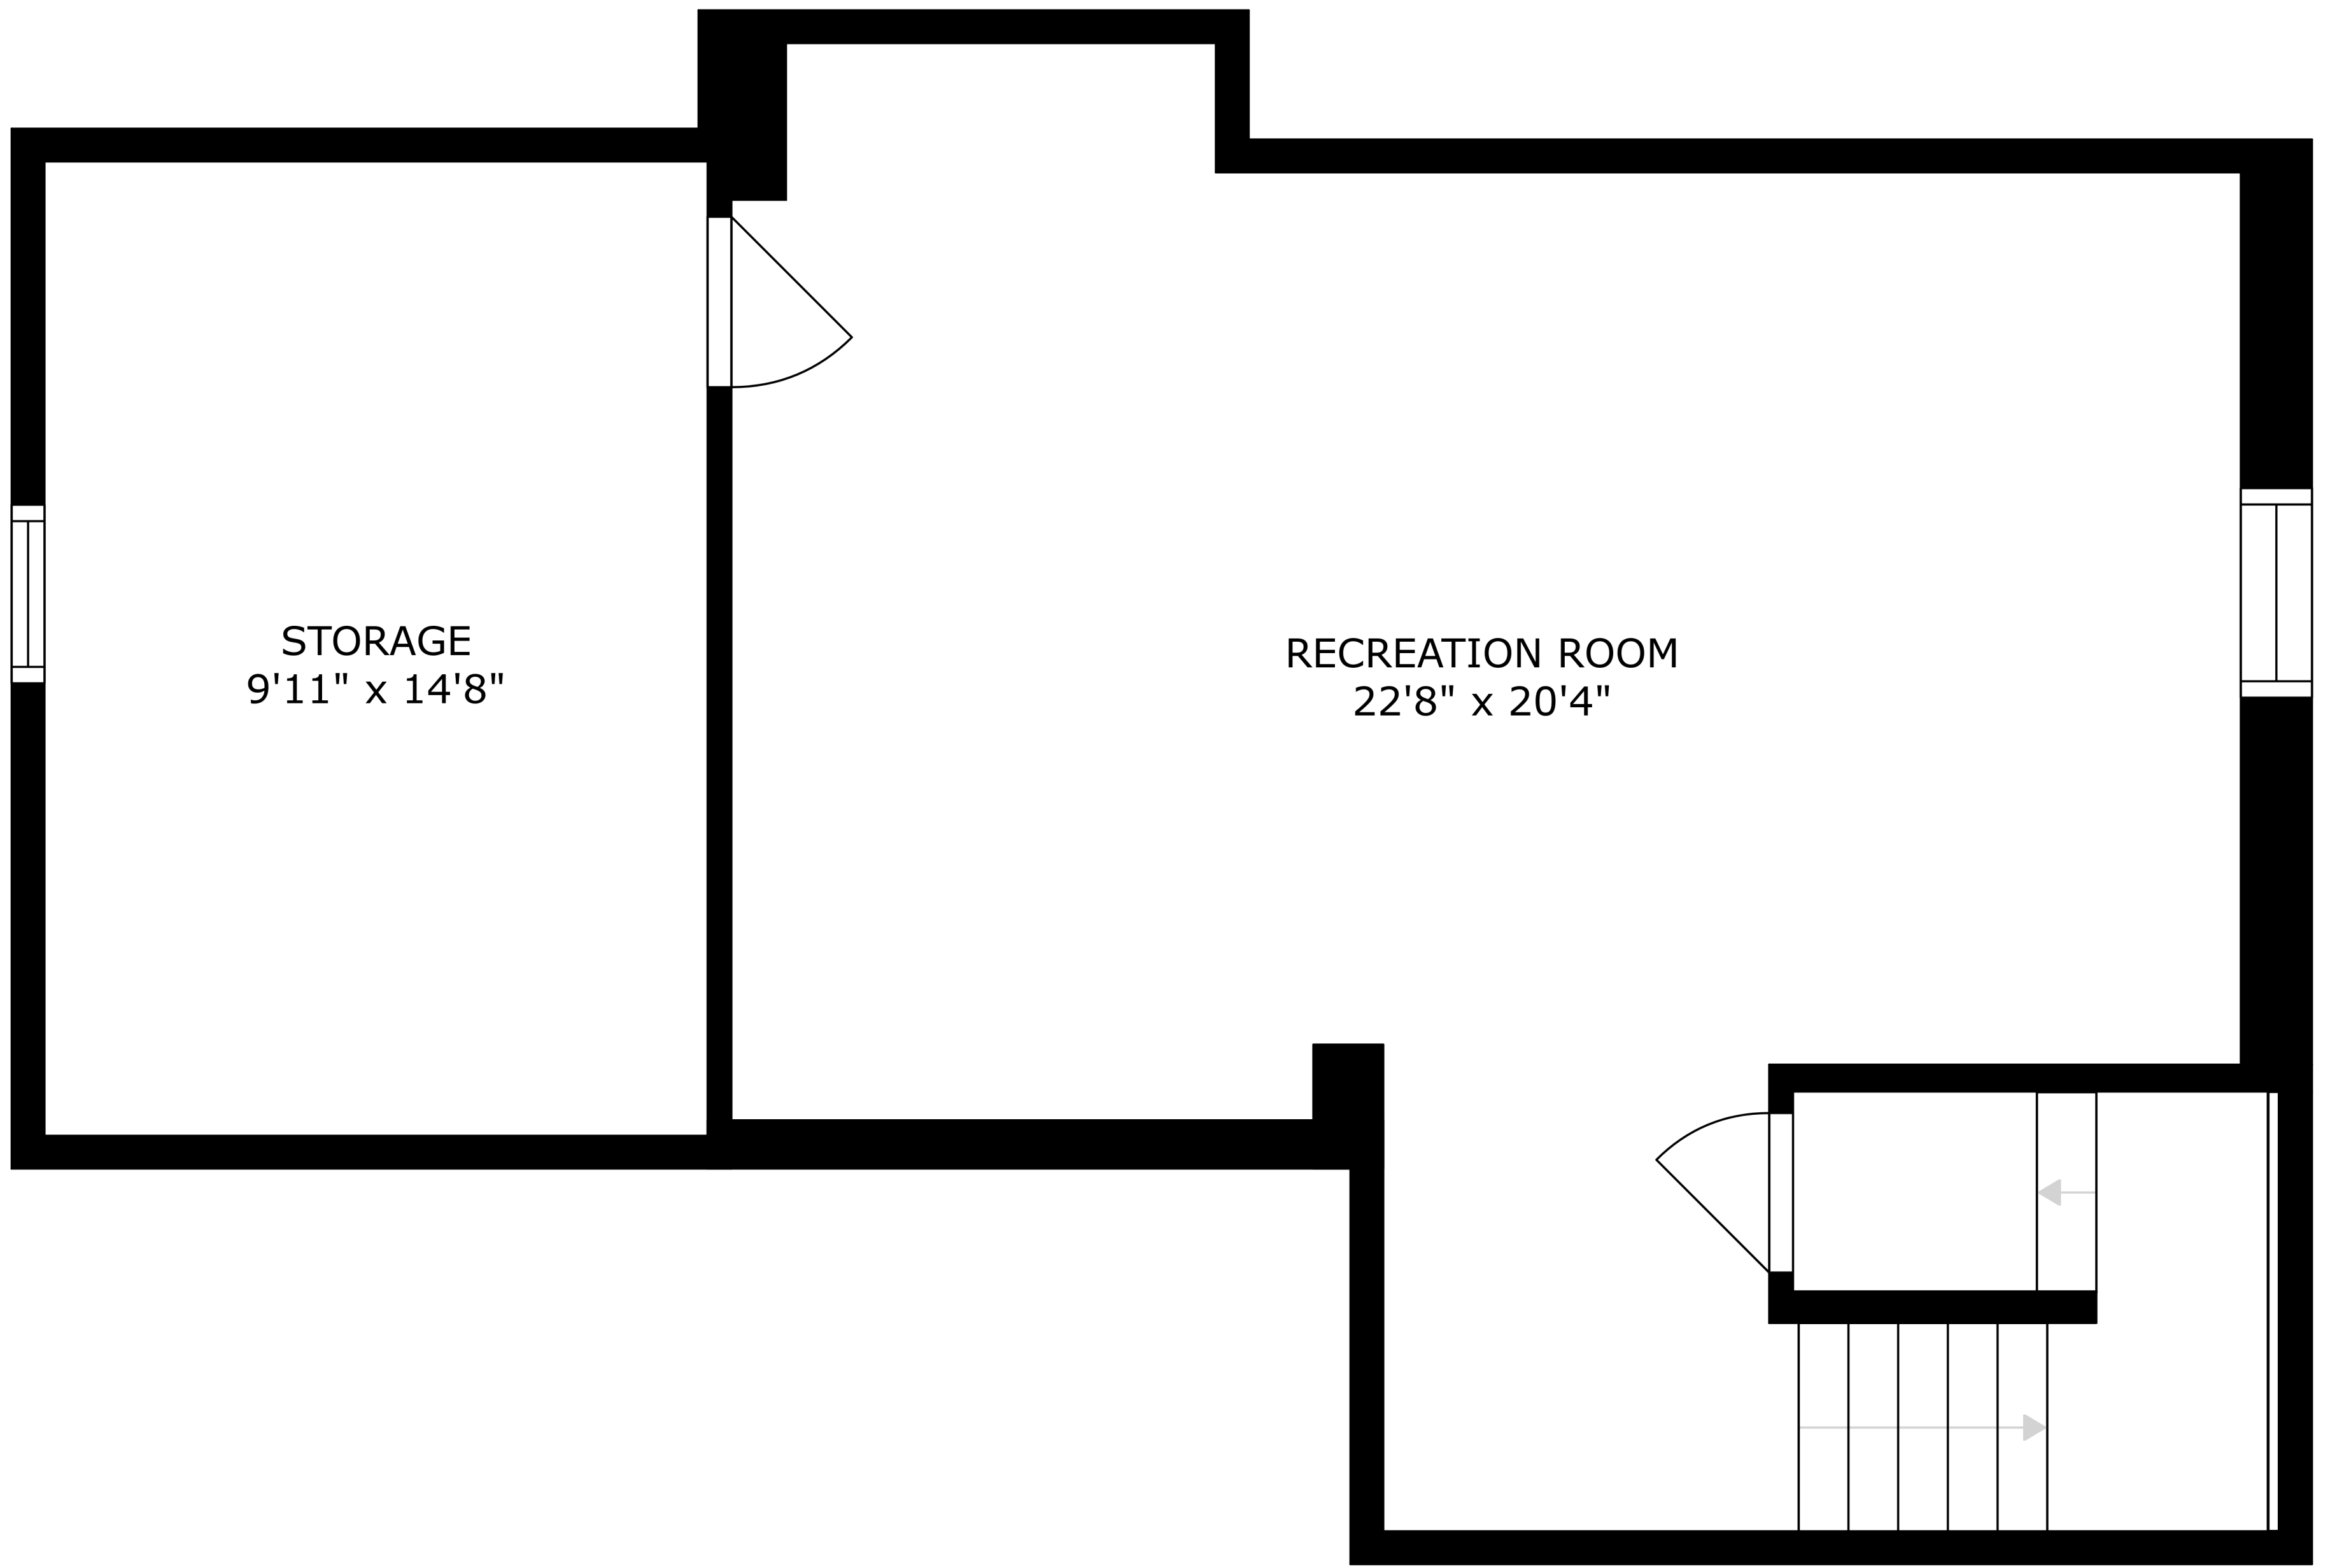 STORAGE
9'11" x 14'8"
RECREATION ROOM
22'8" x 20'4"